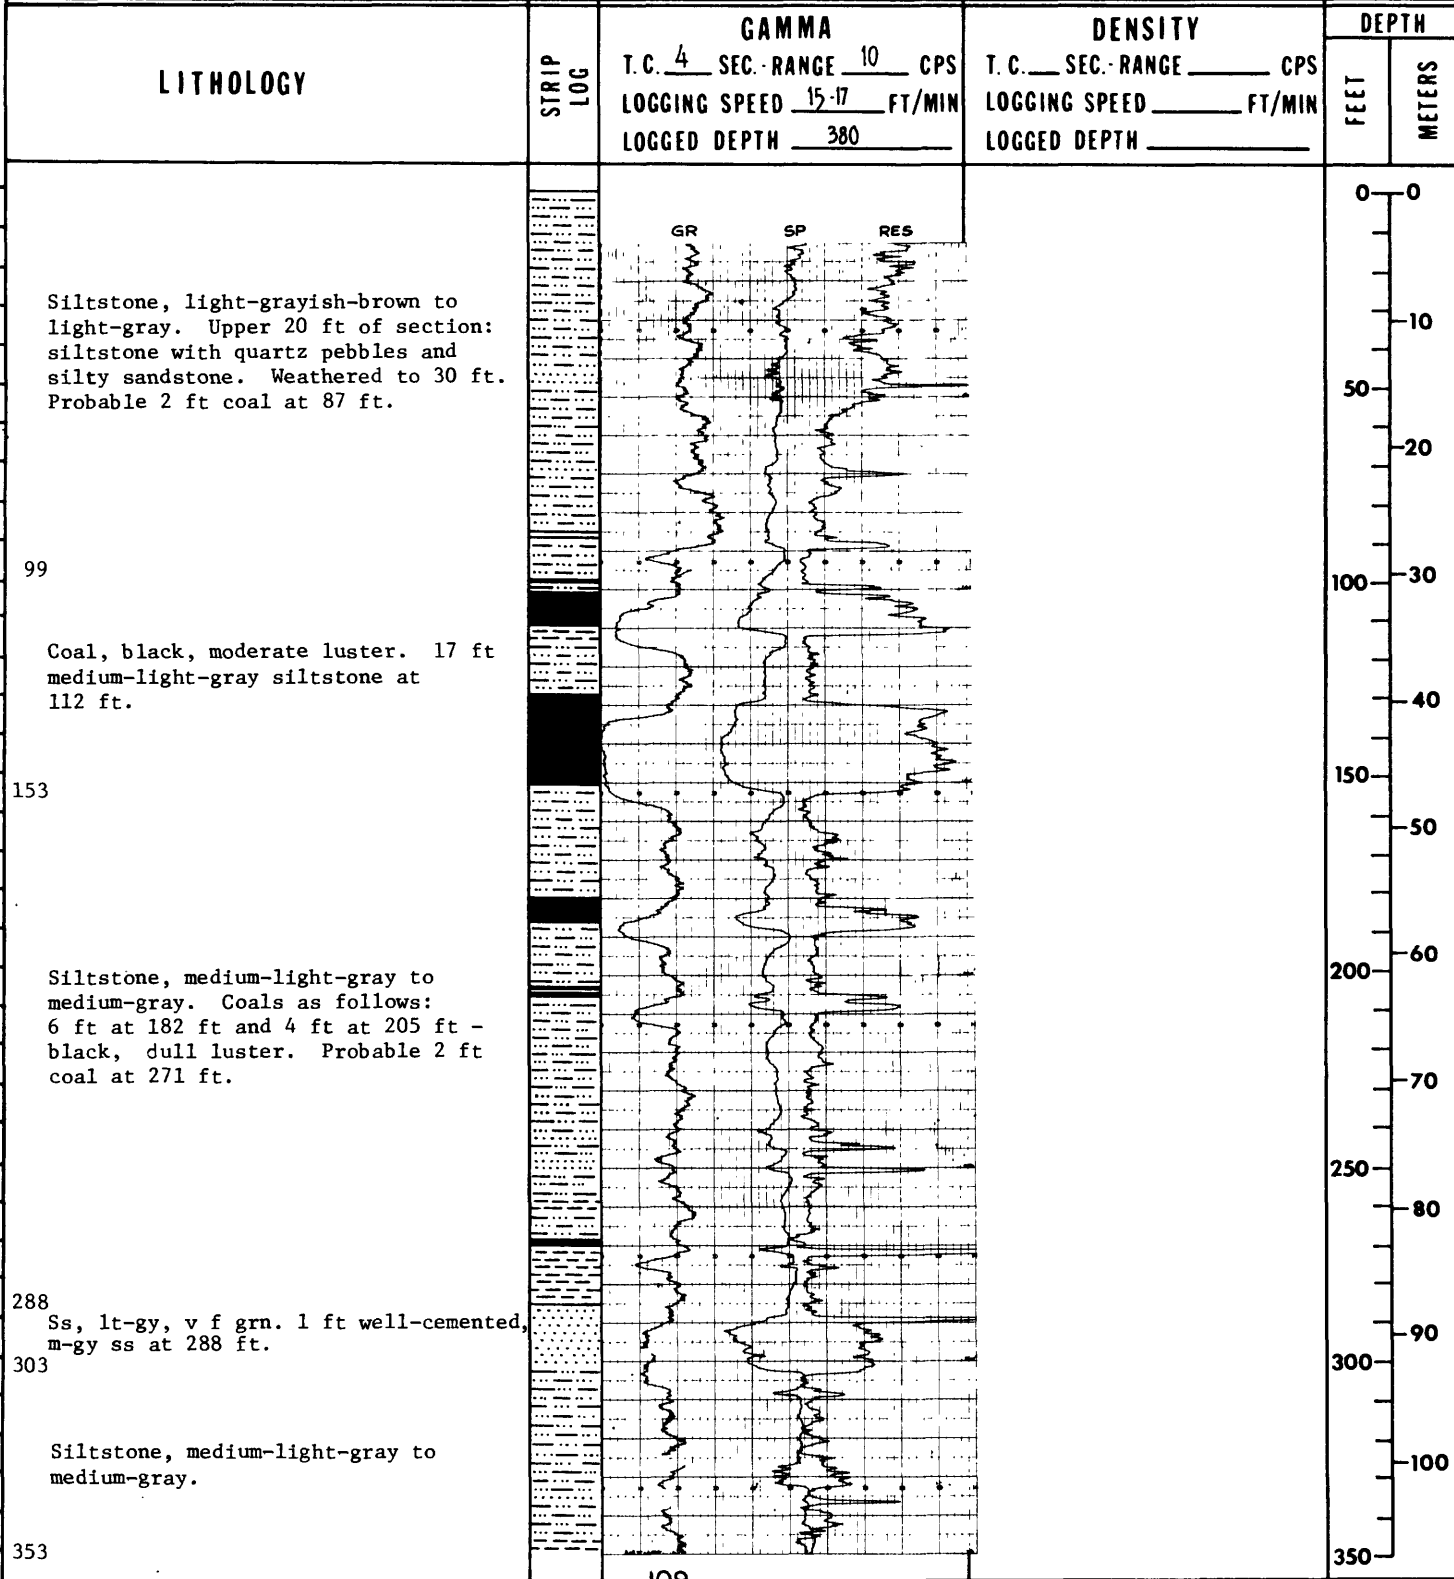 LITHOLOGY
STRIP LOG
GAMMA
T.C. 4 SEC.-RANGE 10 CPS
LOGGING SPEED 15-17 FT/MIN
LOGGED DEPTH 380
DENSITY
T.C. SEC.-RANGE CPS
LOGGING SPEED FT/MIN
LOGGED DEPTH
DEPTH
FEET
METERS
GR SP RES
Siltstone, light-grayish-brown to
light-gray. Upper 20 ft of section:
siltstone with quartz pebbles and
silty sandstone. Weathered to 30 ft.
Probable 2 ft coal at 87 ft.
99
Coal, black, moderate luster. 17 ft
medium-light-gray siltstone at
112 ft.
153
Siltstone, medium-light-gray to
medium-gray. Coals as follows:
6 ft at 182 ft and 4 ft at 205 ft -
black, dull luster. Probable 2 ft
coal at 271 ft.
288
Ss, lt-gy, v f grn. 1 ft well-cemented,
m-gy ss at 288 ft.
303
Siltstone, medium-light-gray to
medium-gray.
353
0 0
10
50
20
100 30
40
150
50
60
200
70
250
80
90
300
100
350